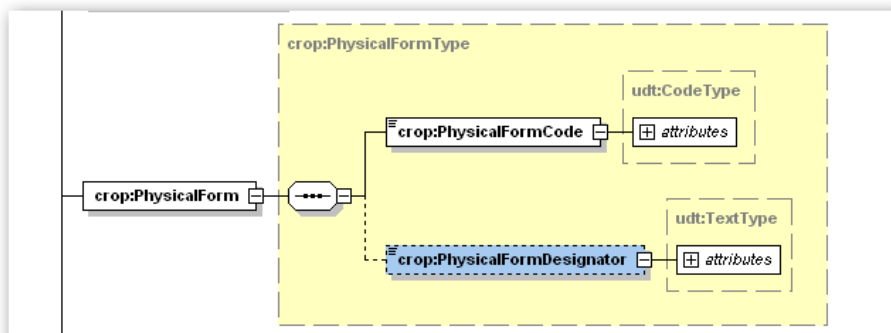 crop:PhysicalFormType
udt:CodeType
crop:PhysicalFormCode
attributes
crop:PhysicalForm
udt:TextType
crop:PhysicalFormDesignator
attributes